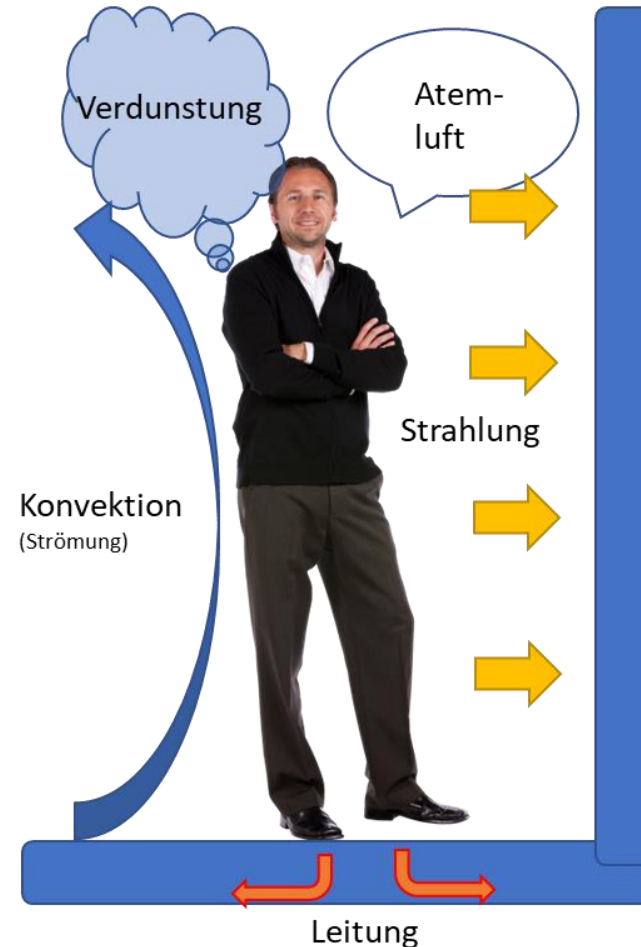 Verdunstung
Atem-
luft
Strahlung
Konvektion
(Strömung)
Leitung